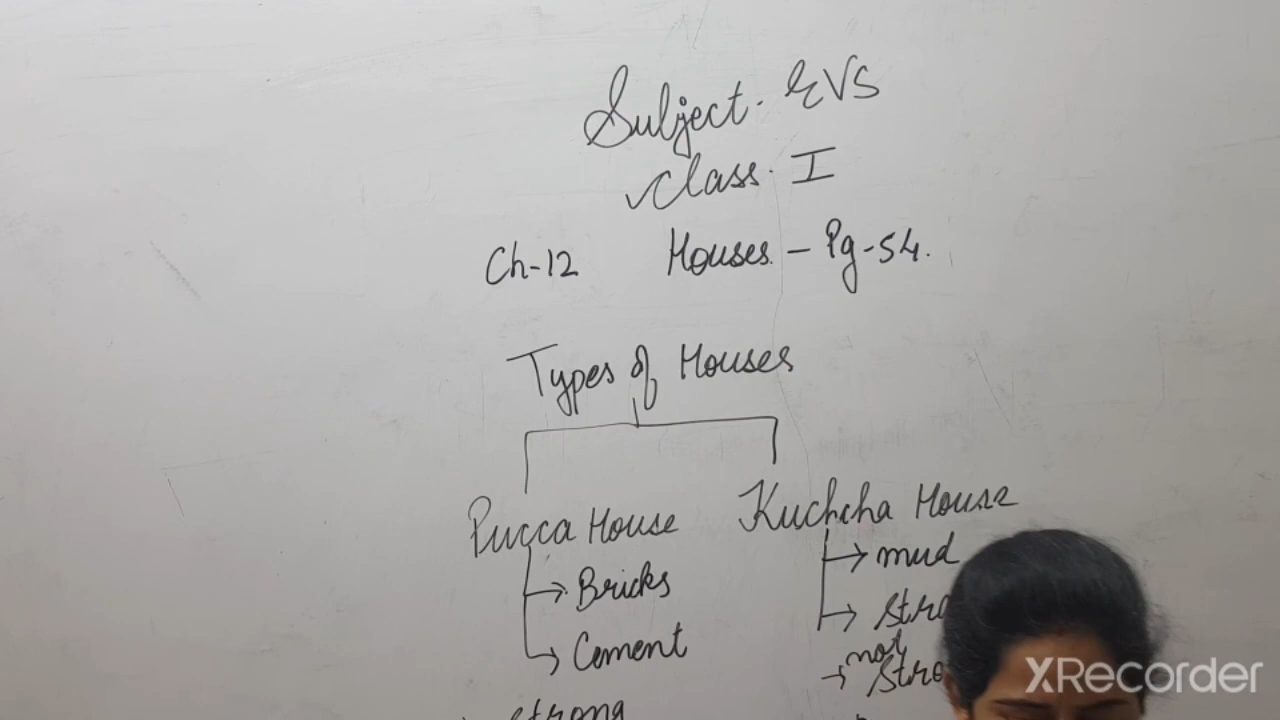 Subject. EVS
Class. I
Ch-12 Houses - Pg-54.
Types of Houses
Pucca House
→ Bricks
→ Cement
strong
Kuchcha House
→ mud
→
→ not
XRecorder